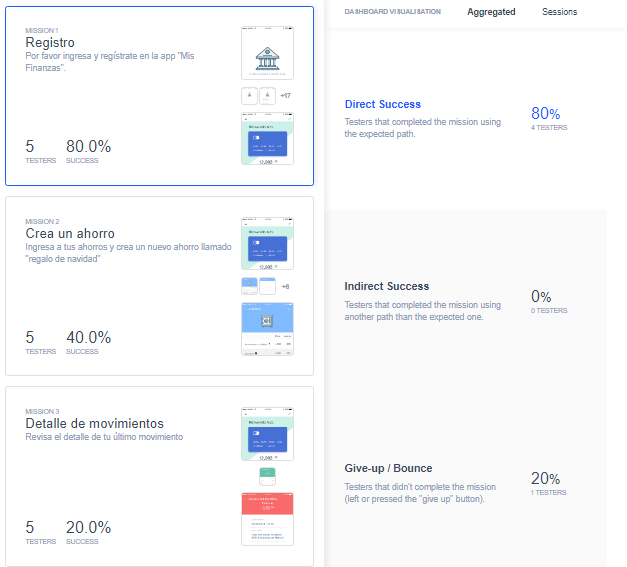 MISSION 1
Registro
Por favor ingresa y regístrate en la app "Mis
Finanzas".
+17
5
80.0%
TESTERS
SUCCESS
MISSION 2
Crea un ahorro
Ingresa a tus ahorros y crea un nuevo ahorro llamado
"regalo de navidad"
+6
5
40.0%
TESTERS
SUCCESS
MISSION 3
Detalle de movimientos
Revisa el detalle de tu último movimiento
5
20.0%
TESTERS
SUCCESS
DASHBOARD VISUALISATION
Aggregated
Sessions
Direct Success
Testers that completed the mission using
the expected path.
80%
4 TESTERS
Indirect Success
Testers that completed the mission using
another path than the expected one.
0%
0 TESTERS
Give-up / Bounce
Testers that didn't complete the mission
(left or pressed the "give up" button).
20%
1 TESTERS